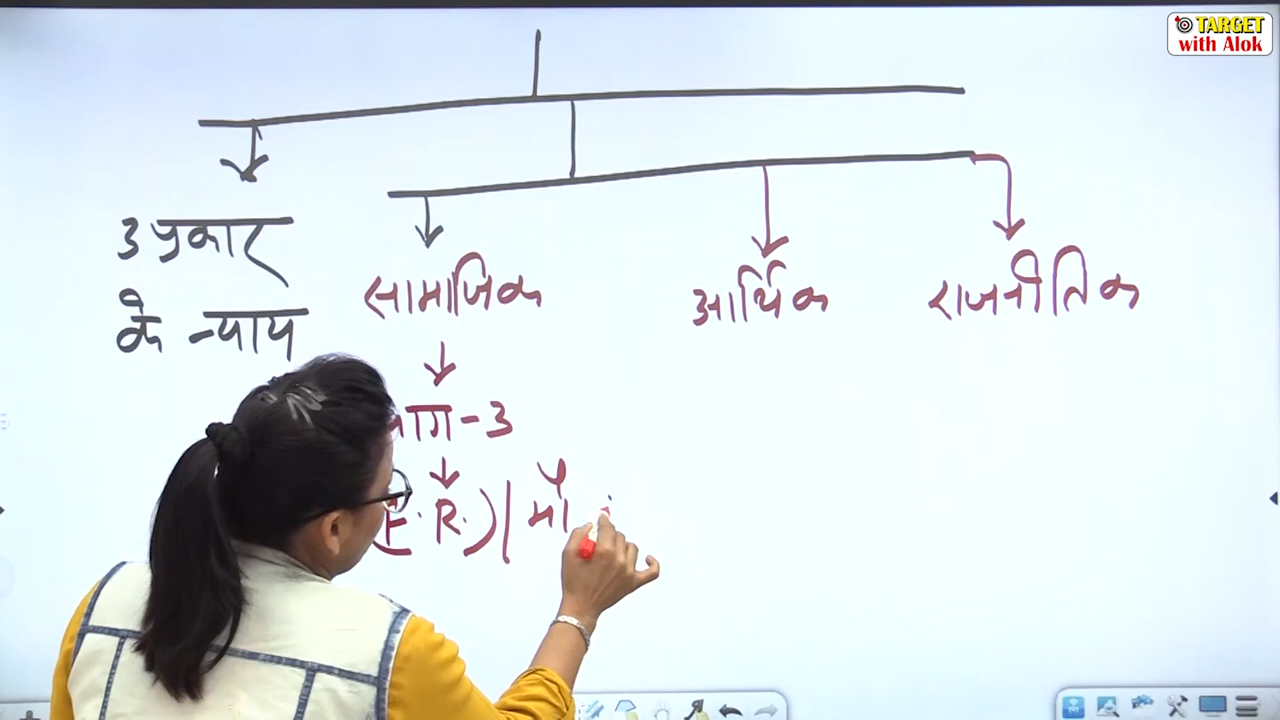 TARGET
with Alok
3 प्रकार
के न्याय
सामाजिक
आर्थिक
राजनीतिक
- 3
R.) | मौ